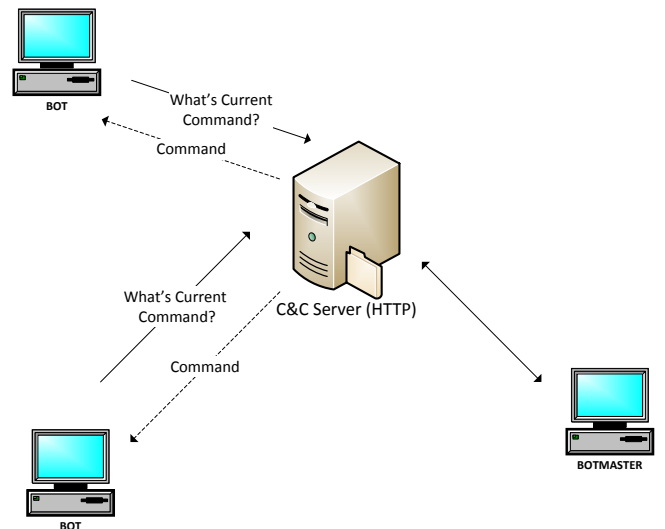 BOT
What's Current
Command?
Command
C&C Server (HTTP)
What's Current
Command?
Command
BOTMASTER
BOT